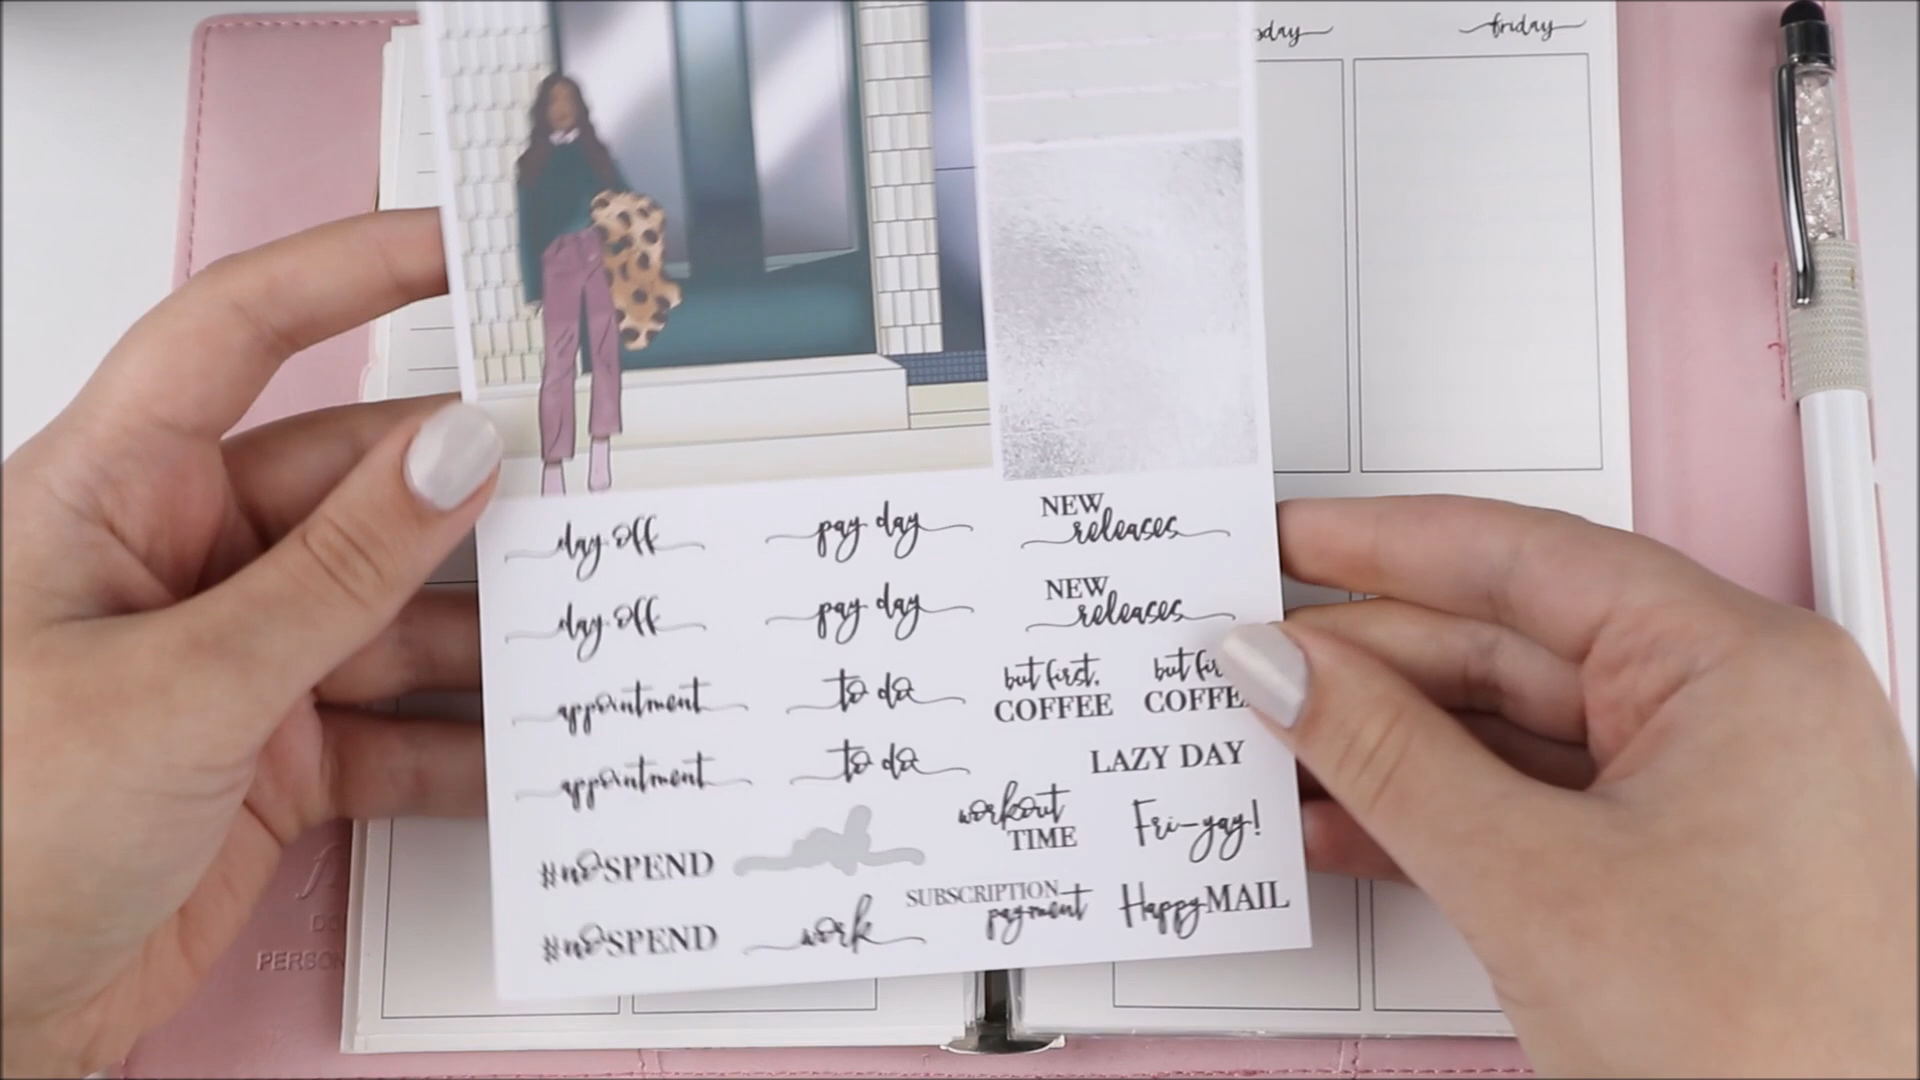 friday
day off
pay day
NEW
releases
day off
pay day
NEW
releases
appointment
to do
but first,
COFFEE
but
appointment
to do
LAZY DAY
workout
TIME
Fri-yay!
#noSPEND
SUBSCRIPTION
payment
HappyMAIL
#noSPEND
work